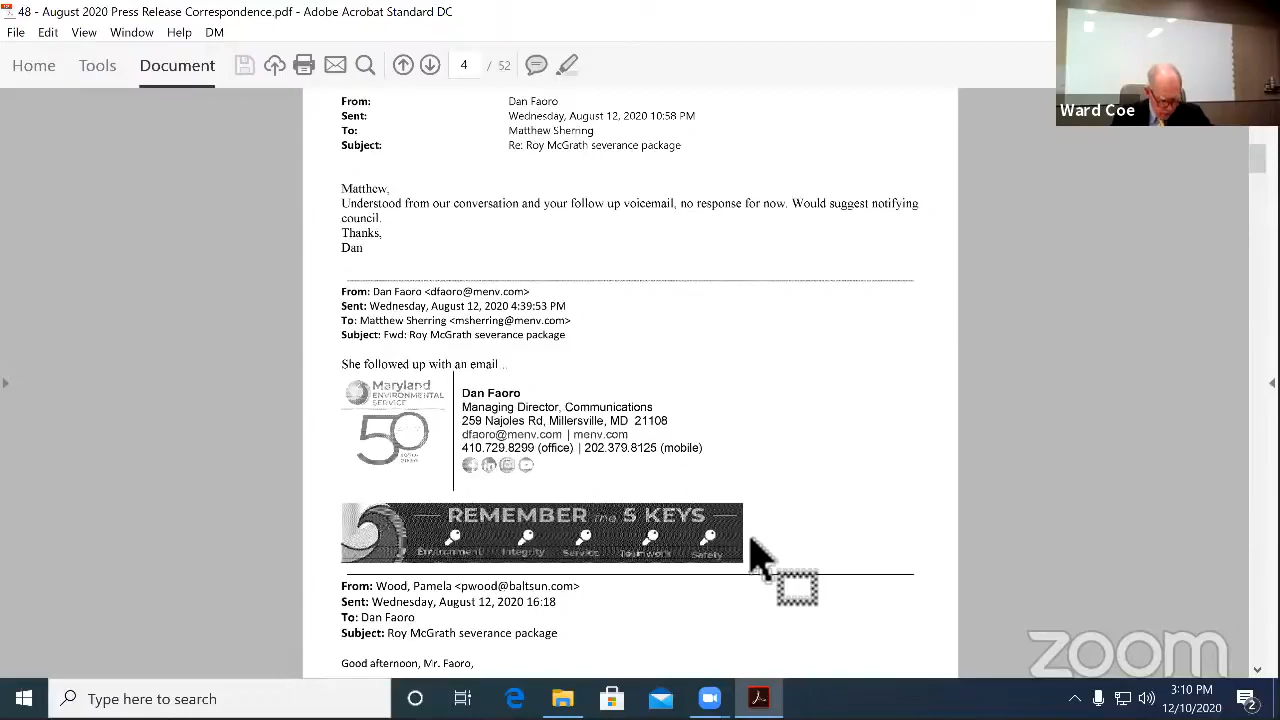 48 - August 2020 Press Release Correspondence.pdf - Adobe Acrobat Standard DC
File Edit View Window Help DM
Home Tools Document 4 / 52
Ward Coe
From: Dan Faoro
Sent: Wednesday, August 12, 2020 10:58 PM
To: Matthew Sherring
Subject: Re: Roy McGrath severance package
Matthew,
Understood from our conversation and your follow up voicemail, no response for now. Would suggest notifying
council.
Thanks,
Dan
From: Dan Faoro <dfaoro@menv.com>
Sent: Wednesday, August 12, 2020 4:39:53 PM
To: Matthew Sherring <msherring@menv.com>
Subject: Fwd: Roy McGrath severance package
She followed up with an email...
Maryland
ENVIRONMENTAL
SERVICE
50
Dan Faoro
Managing Director, Communications
259 Najoles Rd, Millersville, MD 21108
dfaoro@menv.com | menv.com
410.729.8299 (office) | 202.379.8125 (mobile)
REMEMBER the 5 KEYS
Environment Integrity Service Teamwork Safety
From: Wood, Pamela <pwood@baltsun.com>
Sent: Wednesday, August 12, 2020 16:18
To: Dan Faoro
Subject: Roy McGrath severance package
Good afternoon, Mr. Faoro,
zoom
Type here to search
3:10 PM
12/10/2020
2